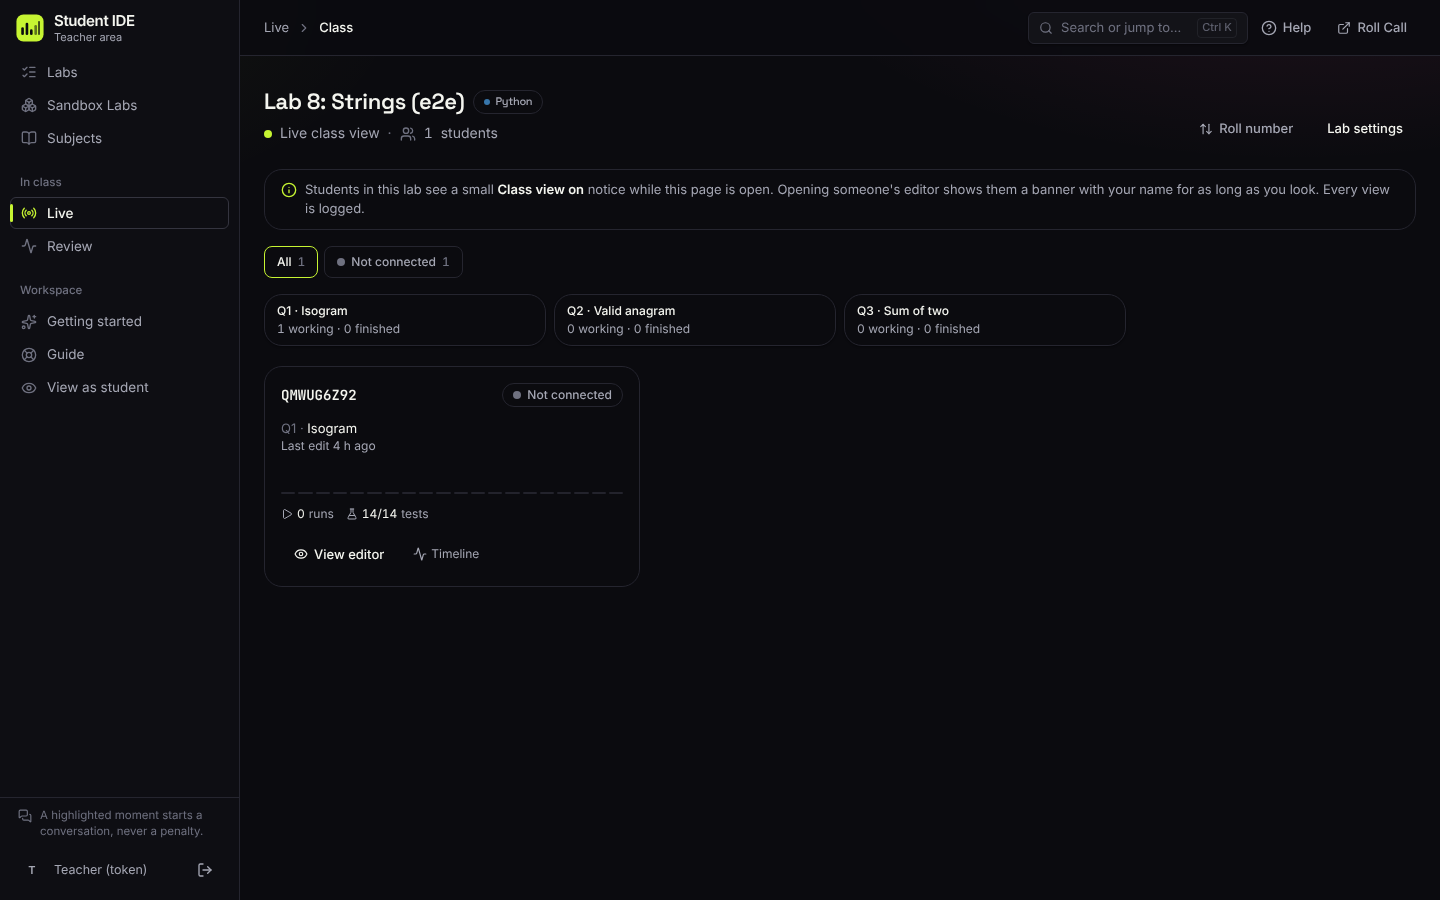 Student IDE
Teacher area
Labs
Sandbox Labs
Subjects
In class
Live
Review
Workspace
Getting started
Guide
View as student
A highlighted moment starts a
conversation, never a penalty.
T Teacher (token)
Live > Class
Search or jump to... Ctrl K
Help
Roll Call
Lab 8: Strings (e2e) Python
Live class view · 1 students
Roll number
Lab settings
Students in this lab see a small Class view on notice while this page is open. Opening someone's editor shows them a banner with your name for as long as you look. Every view
is logged.
All 1
Not connected 1
Q1 · Isogram
1 working · 0 finished
Q2 · Valid anagram
0 working · 0 finished
Q3 · Sum of two
0 working · 0 finished
QMWUG6Z92 Not connected
Q1 · Isogram
Last edit 4 h ago
0 runs 14/14 tests
View editor Timeline